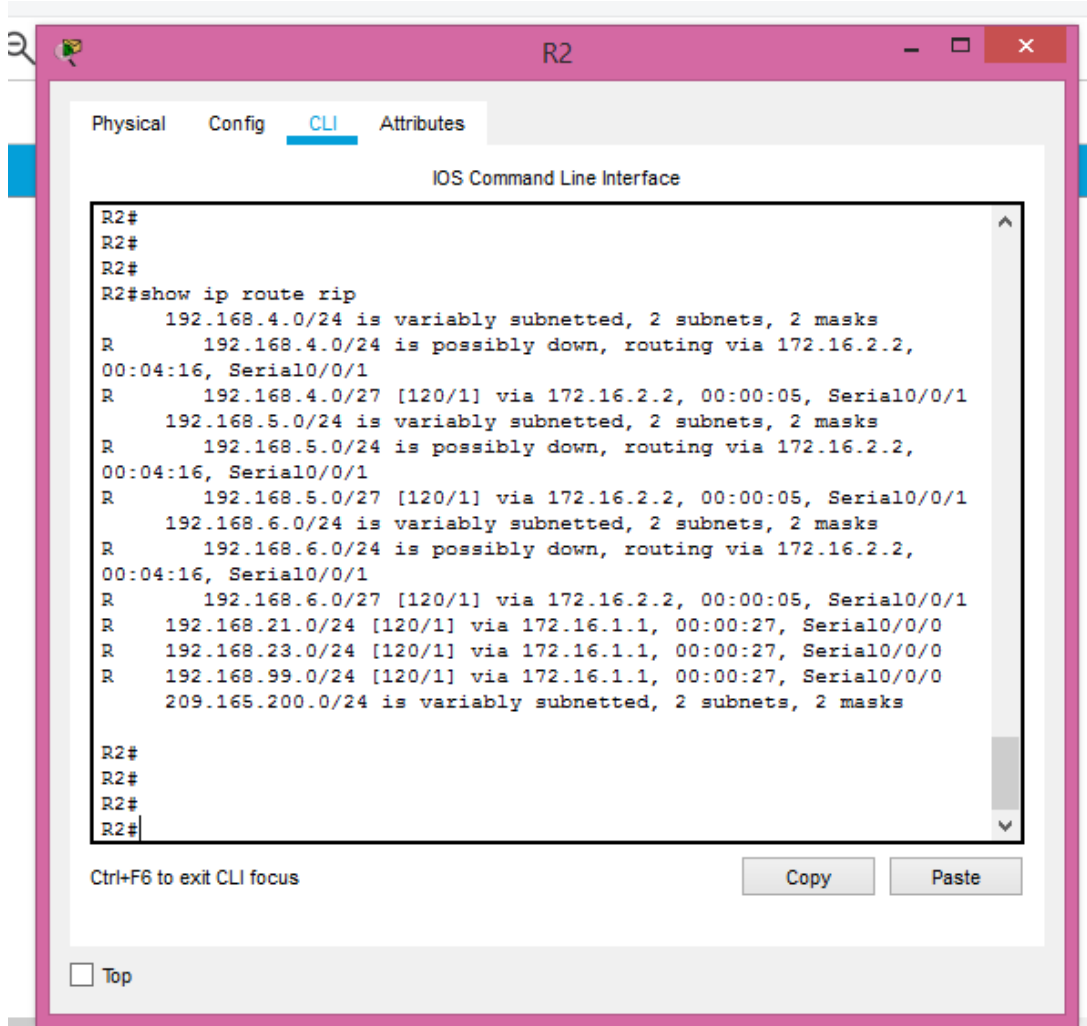 R2
Physical Config CLI Attributes
IOS Command Line Interface
R2#
R2#
R2#
R2#show ip route rip
192.168.4.0/24 is variably subnetted, 2 subnets, 2 masks
R 192.168.4.0/24 is possibly down, routing via 172.16.2.2,
00:04:16, Serial0/0/1
R 192.168.4.0/27 [120/1] via 172.16.2.2, 00:00:05, Serial0/0/1
192.168.5.0/24 is variably subnetted, 2 subnets, 2 masks
R 192.168.5.0/24 is possibly down, routing via 172.16.2.2,
00:04:16, Serial0/0/1
R 192.168.5.0/27 [120/1] via 172.16.2.2, 00:00:05, Serial0/0/1
192.168.6.0/24 is variably subnetted, 2 subnets, 2 masks
R 192.168.6.0/24 is possibly down, routing via 172.16.2.2,
00:04:16, Serial0/0/1
R 192.168.6.0/27 [120/1] via 172.16.2.2, 00:00:05, Serial0/0/1
R 192.168.21.0/24 [120/1] via 172.16.1.1, 00:00:27, Serial0/0/0
R 192.168.23.0/24 [120/1] via 172.16.1.1, 00:00:27, Serial0/0/0
R 192.168.99.0/24 [120/1] via 172.16.1.1, 00:00:27, Serial0/0/0
209.165.200.0/24 is variably subnetted, 2 subnets, 2 masks
R2#
R2#
R2#
R2#
Ctrl+F6 to exit CLI focus
Copy Paste
Top